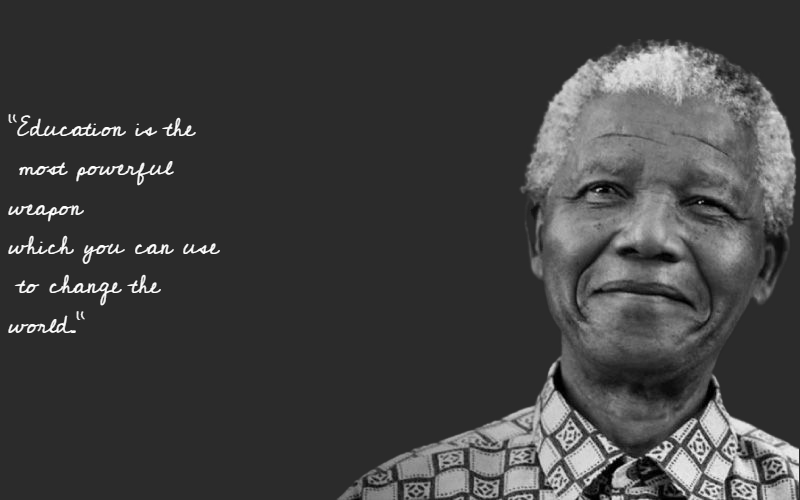 "Education is the
most powerful
weapon
which you can use
to change the
world."